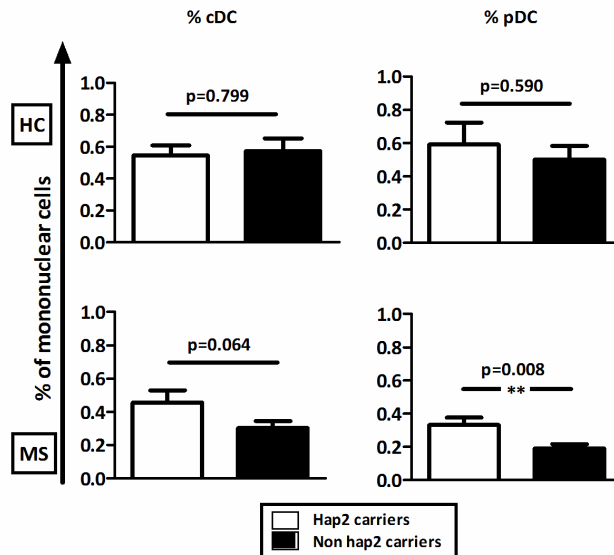 % cDC
% pDC
% of mononuclear cells
HC
1.0
0.8
0.6
0.4
0.2
0.0
p=0.799
1.0
0.8
0.6
0.4
0.2
0.0
p=0.590
MS
1.0
0.8
0.6
0.4
0.2
0.0
p=0.064
1.0
0.8
0.6
0.4
0.2
0.0
p=0.008
**
Hap2 carriers
Non hap2 carriers